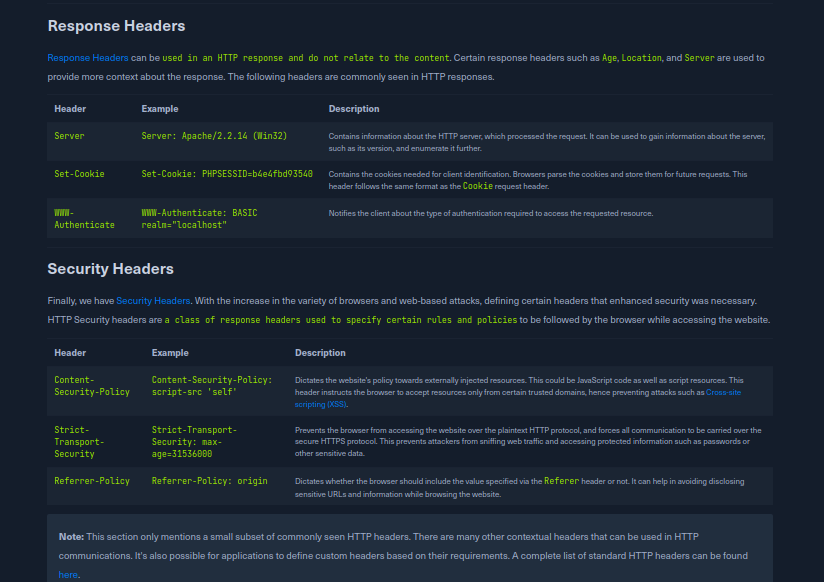 Response Headers
Response Headers can be used in an HTTP response and do not relate to the content. Certain response headers such as Age, Location, and Server are used to
provide more context about the response. The following headers are commonly seen in HTTP responses.
Header Example Description
Server Server: Apache/2.2.14 (Win32) Contains information about the HTTP server, which processed the request. It can be used to gain information about the server,
such as its version, and enumerate it further.
Set-Cookie Set-Cookie: PHPSESSID=b4e4fbd93540 Contains the cookies needed for client identification. Browsers parse the cookies and store them for future requests. This
header follows the same format as the Cookie request header.
WWW- WWW-Authenticate: BASIC Notifies the client about the type of authentication required to access the requested resource.
Authenticate realm="localhost"
Security Headers
Finally, we have Security Headers. With the increase in the variety of browsers and web-based attacks, defining certain headers that enhanced security was necessary.
HTTP Security headers are a class of response headers used to specify certain rules and policies to be followed by the browser while accessing the website.
Header Example Description
Content- Content-Security-Policy: Dictates the website's policy towards externally injected resources. This could be JavaScript code as well as script resources. This
Security-Policy script-src 'self' header instructs the browser to accept resources only from certain trusted domains, hence preventing attacks such as Cross-site
scripting (XSS).
Strict- Strict-Transport- Prevents the browser from accessing the website over the plaintext HTTP protocol, and forces all communication to be carried over the
Transport- Security: max- secure HTTPS protocol. This prevents attackers from sniffing web traffic and accessing protected information such as passwords or
Security age=31536000 other sensitive data.
Referrer-Policy Referrer-Policy: origin Dictates whether the browser should include the value specified via the Referer header or not. It can help in avoiding disclosing
sensitive URLs and information while browsing the website.
Note: This section only mentions a small subset of commonly seen HTTP headers. There are many other contextual headers that can be used in HTTP
communications. It's also possible for applications to define custom headers based on their requirements. A complete list of standard HTTP headers can be found
here.